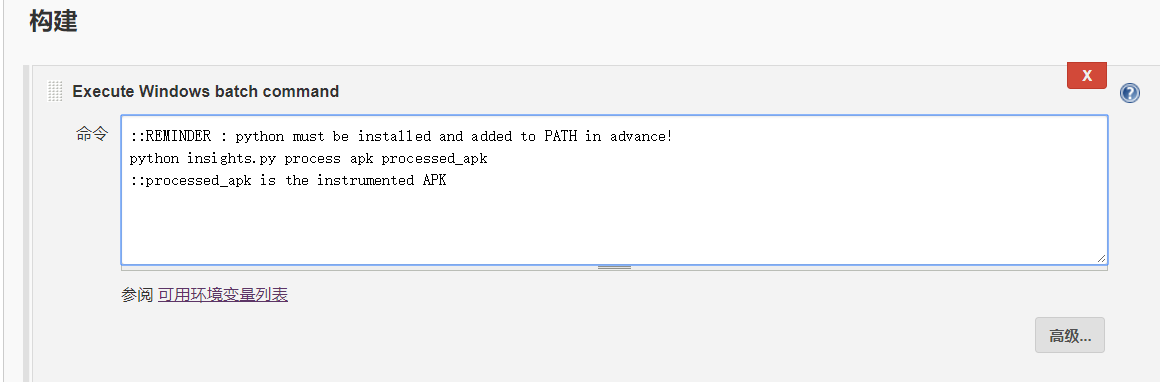 构建
X
Execute Windows batch command
?
命令
::REMINDER : python must be installed and added to PATH in advance!
python insights.py process apk processed_apk
::processed_apk is the instrumented APK
参阅 可用环境变量列表
高级...